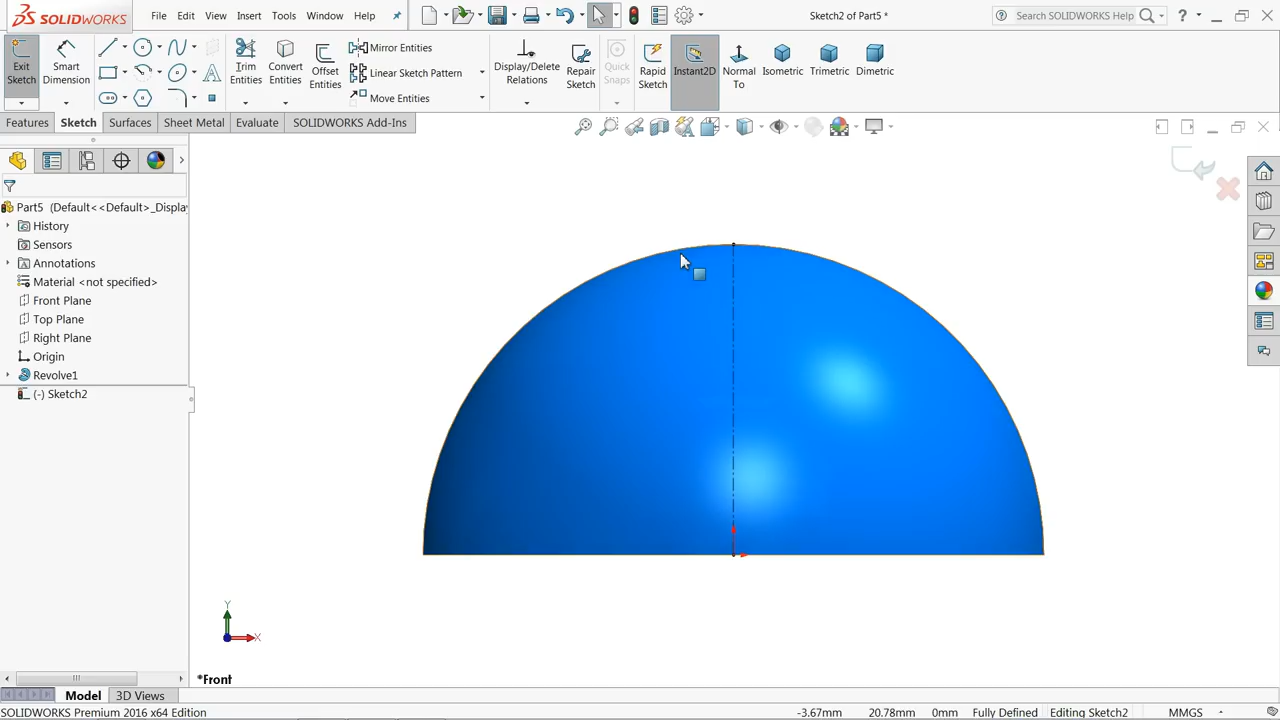 SOLIDWORKS File Edit View Insert Tools Window Help Sketch2 of Part5 * Search SOLIDWORKS Help
Exit Sketch
Smart Dimension
Trim Entities
Convert Entities
Offset Entities
Mirror Entities
Linear Sketch Pattern
Move Entities
Display/Delete Relations
Repair Sketch
Quick Snaps
Rapid Sketch
Instant2D
Normal To
Isometric
Trimetric
Dimetric
Features Sketch Surfaces Sheet Metal Evaluate SOLIDWORKS Add-Ins
Part5 (Default<<Default>_Displa
History
Sensors
Annotations
Material <not specified>
Front Plane
Top Plane
Right Plane
Origin
Revolve1
(-) Sketch2
Y
X
*Front
Model 3D Views
SOLIDWORKS Premium 2016 x64 Edition -3.67mm 20.78mm 0mm Fully Defined Editing Sketch2 MMGS